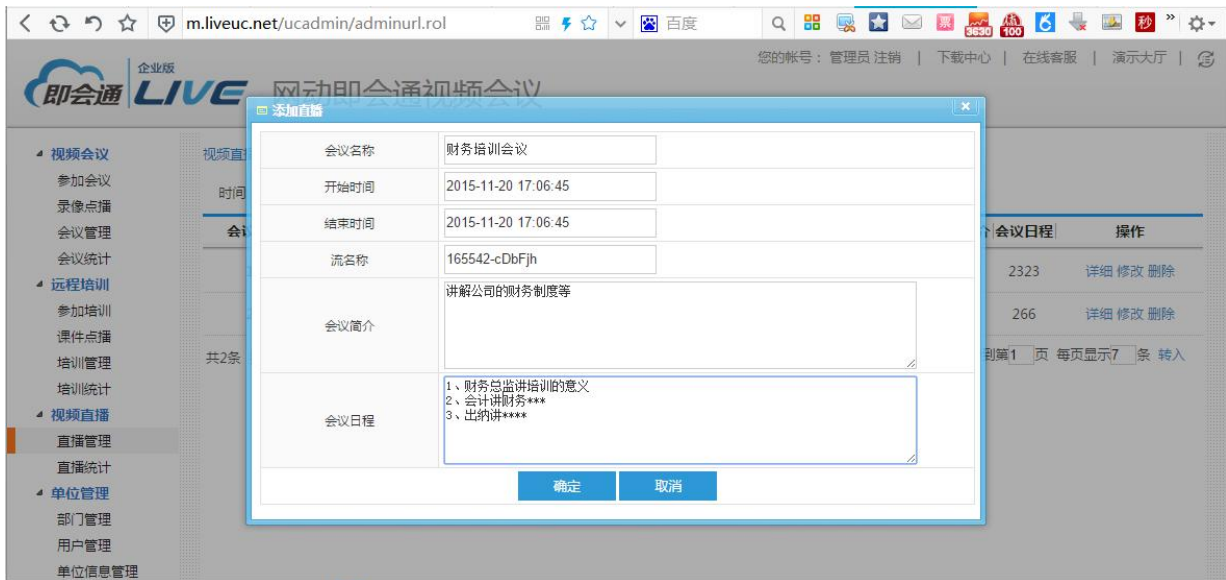 m.liveuc.net/ucadmin/adminurl.rol
百度
3630
100
秒
您的帐号：管理员 注销 | 下载中心 | 在线客服 | 演示大厅 |
即会通 企业版 LIVE 网动即会通视频会议
添加直播
视频会议
参加会议
录像点播
会议管理
会议统计
远程培训
参加培训
课件点播
培训管理
培训统计
视频直播
直播管理
直播统计
单位管理
部门管理
用户管理
单位信息管理
视频直
时间
会议日程 操作
2323 详细 修改 删除
266 详细 修改 删除
共2条
到第1 页 每页显示7 条 转入
会议名称 财务培训会议
开始时间 2015-11-20 17:06:45
结束时间 2015-11-20 17:06:45
流名称 165542-cDbFjh
会议简介 讲解公司的财务制度等
会议日程
1、财务总监讲培训的意义
2、会计讲财务***
3、出纳讲****
确定 取消